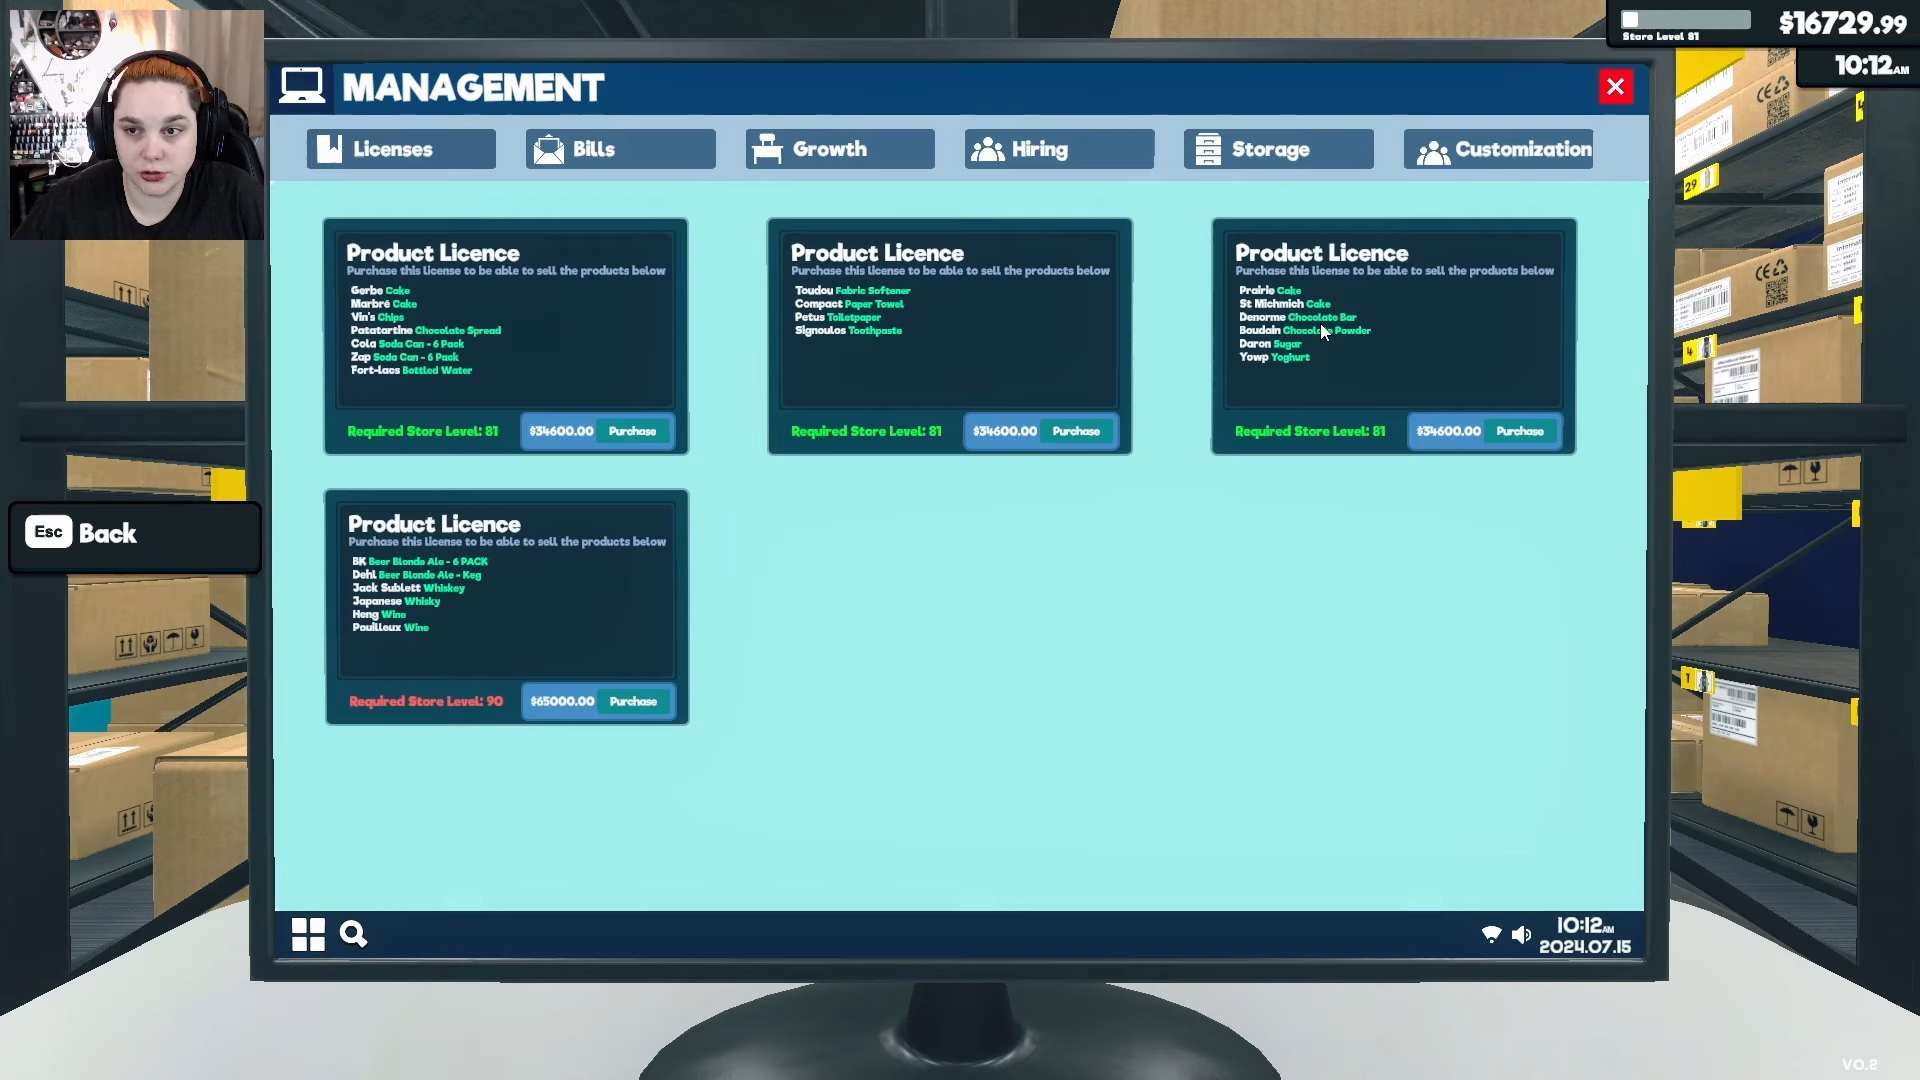 Store Level 81
$16729.99
10:12AM
MANAGEMENT
Licenses
Bills
Growth
Hiring
Storage
Customization
Product Licence
Purchase this license to be able to sell the products below
Gerbe Cake
Marbré Cake
Vin's Chips
Patatartine Chocolate Spread
Cola Soda Can - 6 Pack
Zap Soda Can - 6 Pack
Fort-lacs Bottled Water
Required Store Level: 81
$34600.00 Purchase
Product Licence
Purchase this license to be able to sell the products below
Toudou Fabric Softener
Compact Paper Towel
Petus Toiletpaper
Signoulos Toothpaste
Required Store Level: 81
$34600.00 Purchase
Product Licence
Purchase this license to be able to sell the products below
Prairie Cake
St Michmich Cake
Denorme Chocolate Bar
Boudain Chocolate Powder
Daron Sugar
Yowp Yoghurt
Required Store Level: 81
$34600.00 Purchase
Esc Back
Product Licence
Purchase this license to be able to sell the products below
BK Beer Blonde Ale - 6 PACK
Dehl Beer Blonde Ale - Keg
Jack Sublett Whiskey
Japanese Whisky
Heng Wine
Pouilleux Wine
Required Store Level: 90
$65000.00 Purchase
10:12AM
2024.07.15
29
4
1
V0.2